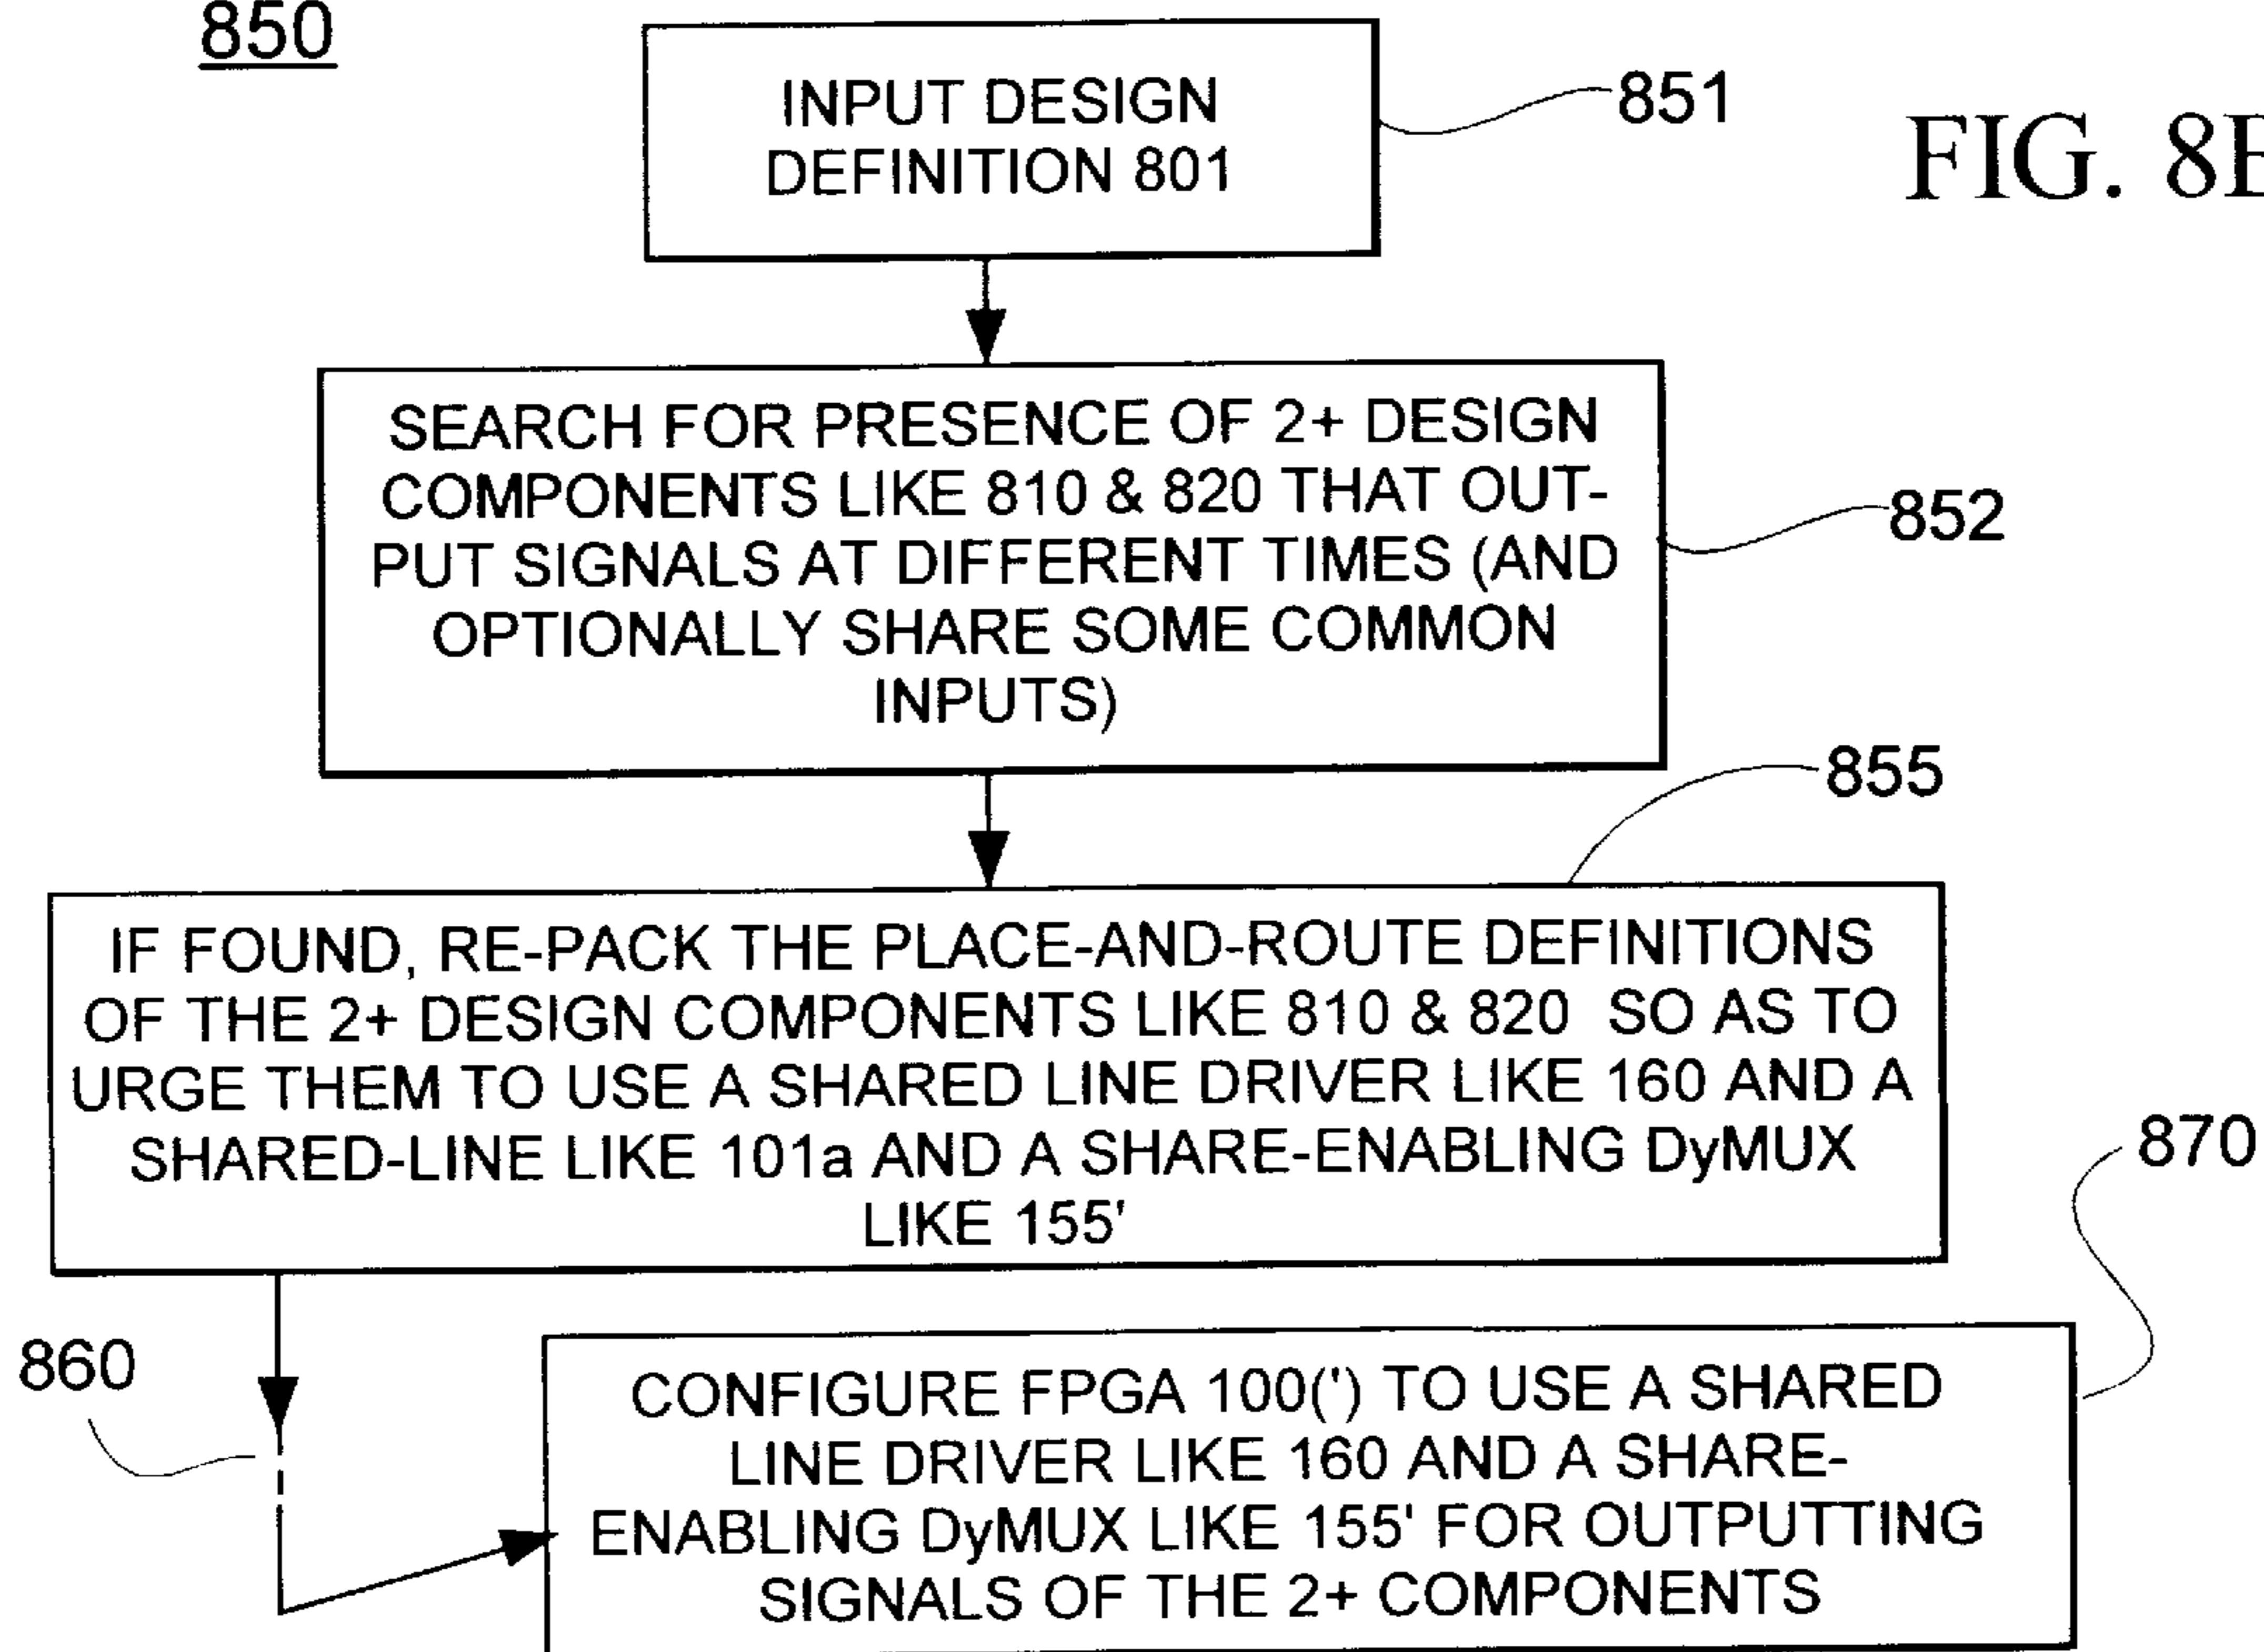 850
INPUT DESIGN
DEFINITION 801
851
FIG. 8B
SEARCH FOR PRESENCE OF 2+ DESIGN
COMPONENTS LIKE 810 & 820 THAT OUT-
PUT SIGNALS AT DIFFERENT TIMES (AND
OPTIONALLY SHARE SOME COMMON
INPUTS)
852
855
IF FOUND, RE-PACK THE PLACE-AND-ROUTE DEFINITIONS
OF THE 2+ DESIGN COMPONENTS LIKE 810 & 820 SO AS TO
URGE THEM TO USE A SHARED LINE DRIVER LIKE 160 AND A
SHARED-LINE LIKE 101a AND A SHARE-ENABLING DyMUX
LIKE 155'
870
860
CONFIGURE FPGA 100(') TO USE A SHARED
LINE DRIVER LIKE 160 AND A SHARE-
ENABLING DyMUX LIKE 155' FOR OUTPUTTING
SIGNALS OF THE 2+ COMPONENTS